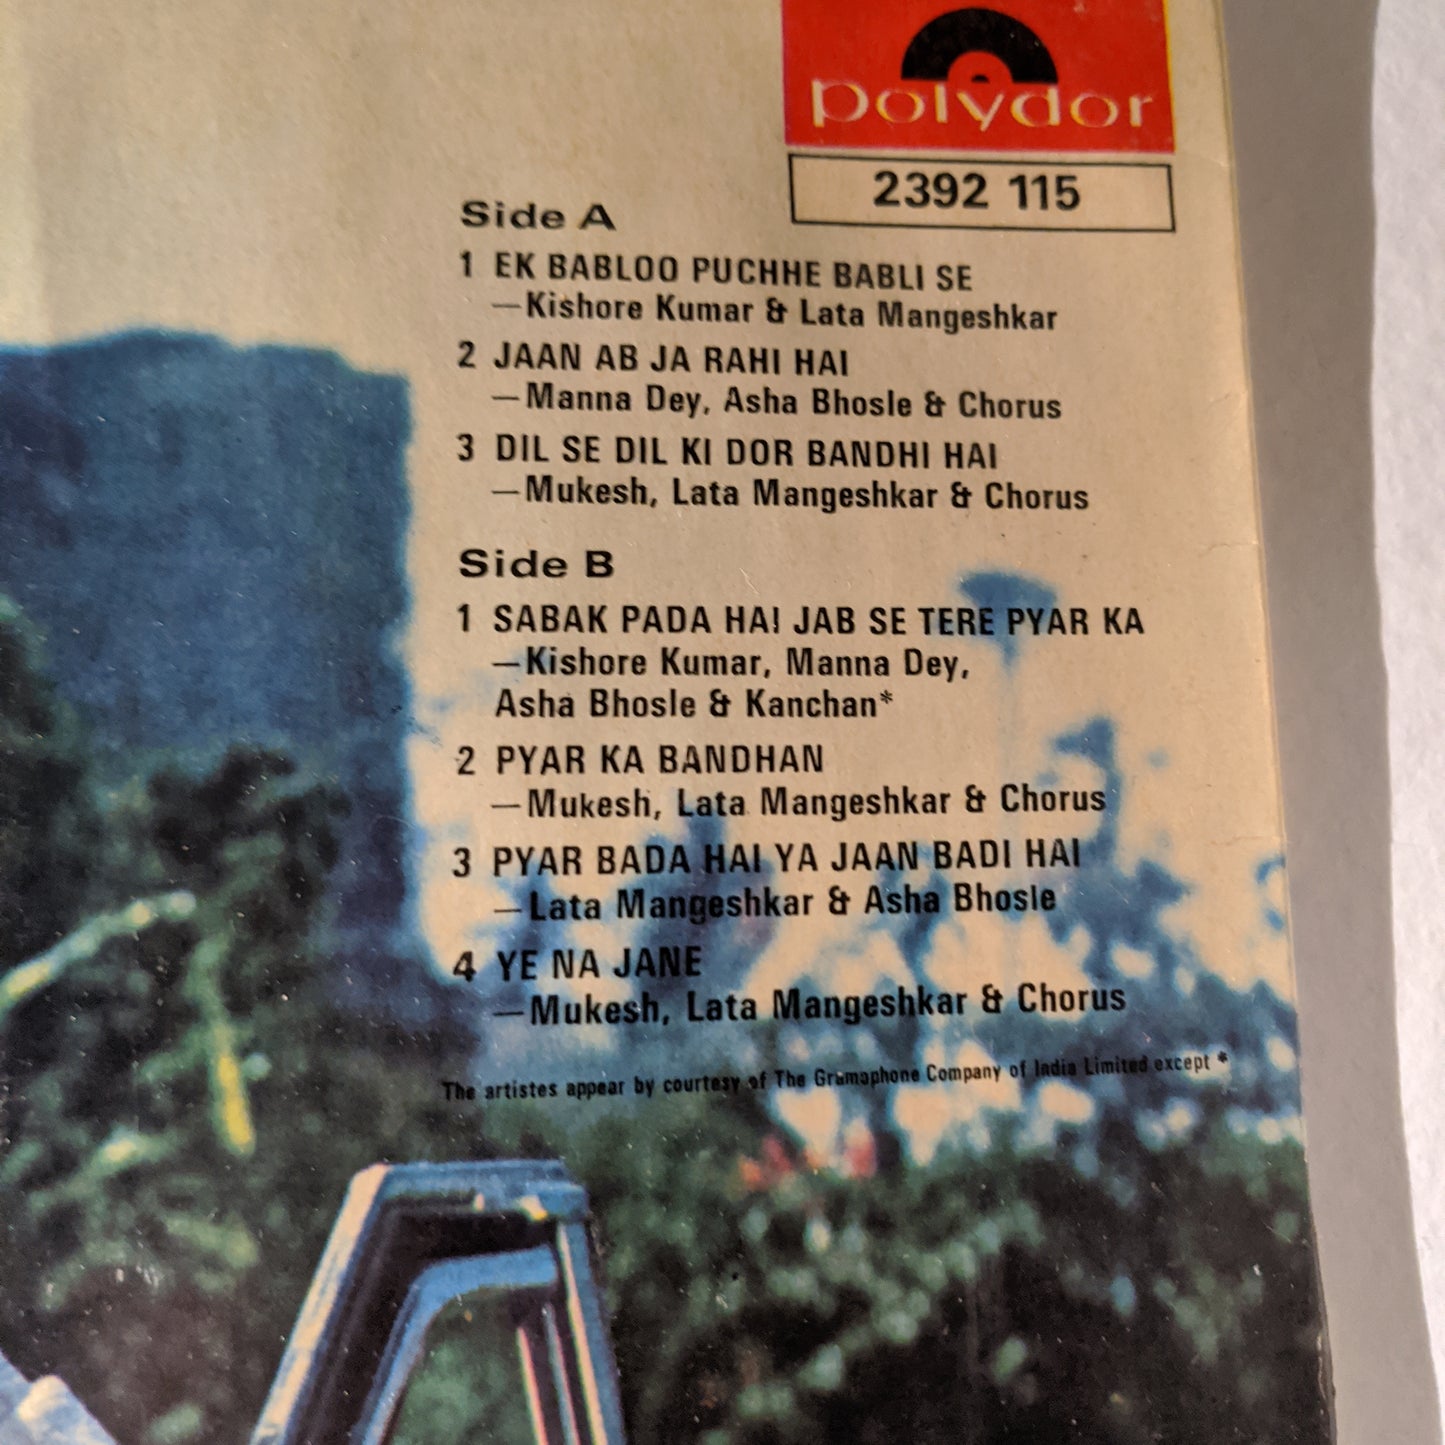 polydor
2392 115
Side A
1 EK BABLOO PUCHHE BABLI SE
—Kishore Kumar & Lata Mangeshkar
2 JAAN AB JA RAHI HAI
—Manna Dey, Asha Bhosle & Chorus
3 DIL SE DIL KI DOR BANDHI HAI
—Mukesh, Lata Mangeshkar & Chorus
Side B
1 SABAK PADA HAI JAB SE TERE PYAR KA
—Kishore Kumar, Manna Dey,
Asha Bhosle & Kanchan*
2 PYAR KA BANDHAN
—Mukesh, Lata Mangeshkar & Chorus
3 PYAR BADA HAI YA JAAN BADI HAI
—Lata Mangeshkar & Asha Bhosle
4 YE NA JANE
—Mukesh, Lata Mangeshkar & Chorus
The artistes appear by courtesy of The Gramophone Company of India Limited except *